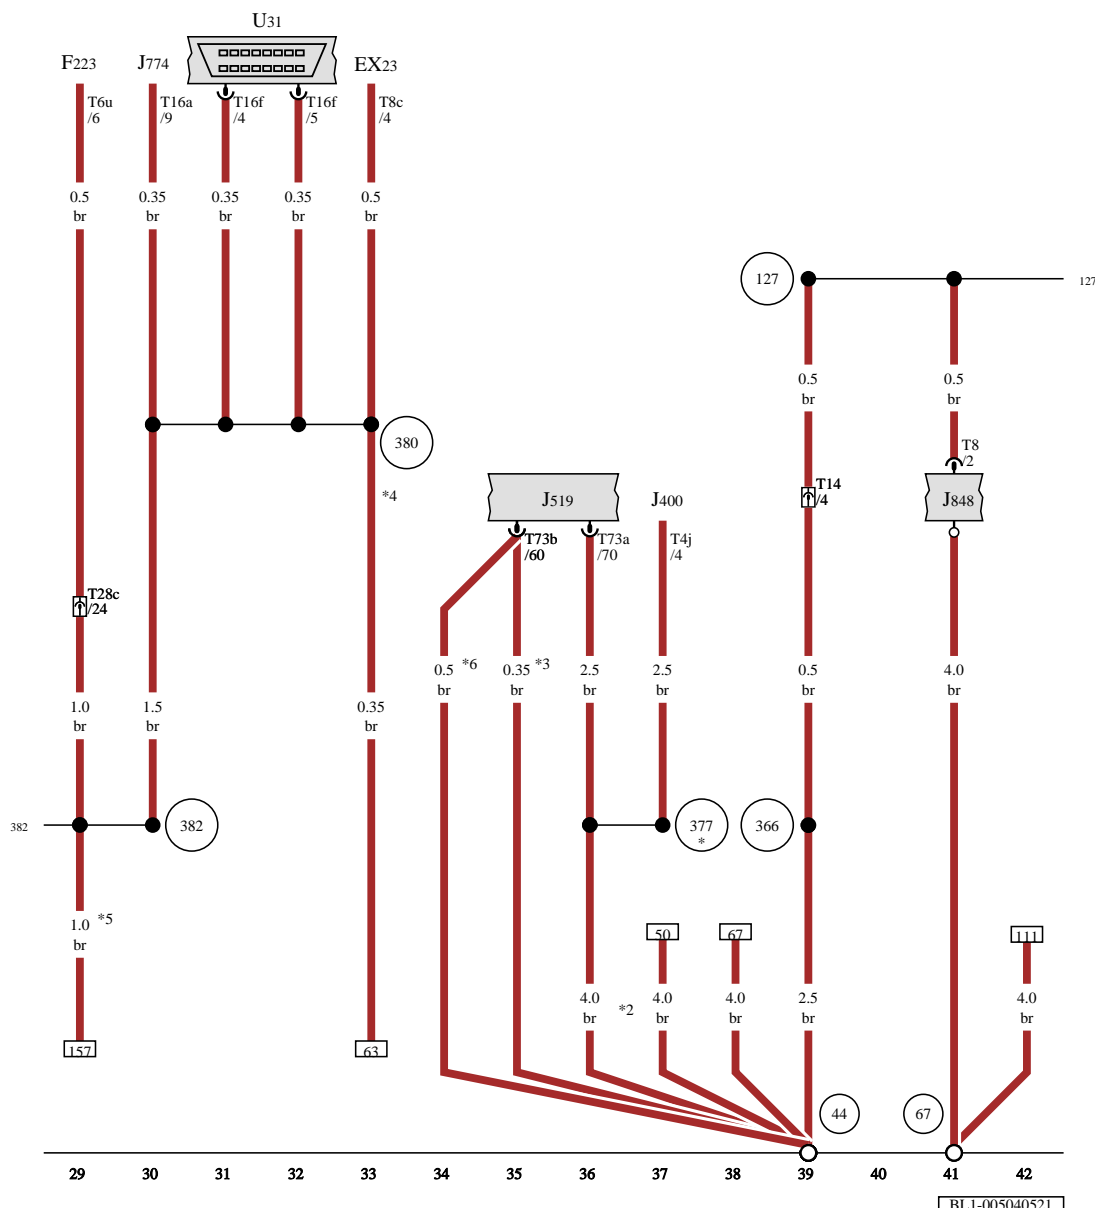 U31
F223
J774
EX23
T6u
/6
T16a
/9
T16f
/4
T16f
/5
T8c
/4
0.5
br
0.35
br
0.35
br
0.35
br
0.5
br
127
127
0.5
br
0.5
br
380
*4
T8
/2
J519
J400
T14
/4
J848
T73b
/60
T73a
/70
T4j
/4
T28c
/24
0.5
br
*6
0.35
br
*3
2.5
br
2.5
br
0.5
br
4.0
br
1.0
br
1.5
br
0.35
br
382
382
377
*
366
1.0
br
*5
50
67
111
4.0
br
*2
4.0
br
4.0
br
2.5
br
4.0
br
157
63
44
67
29 30 31 32 33 34 35 36 37 38 39 40 41 42
BL1-005040521